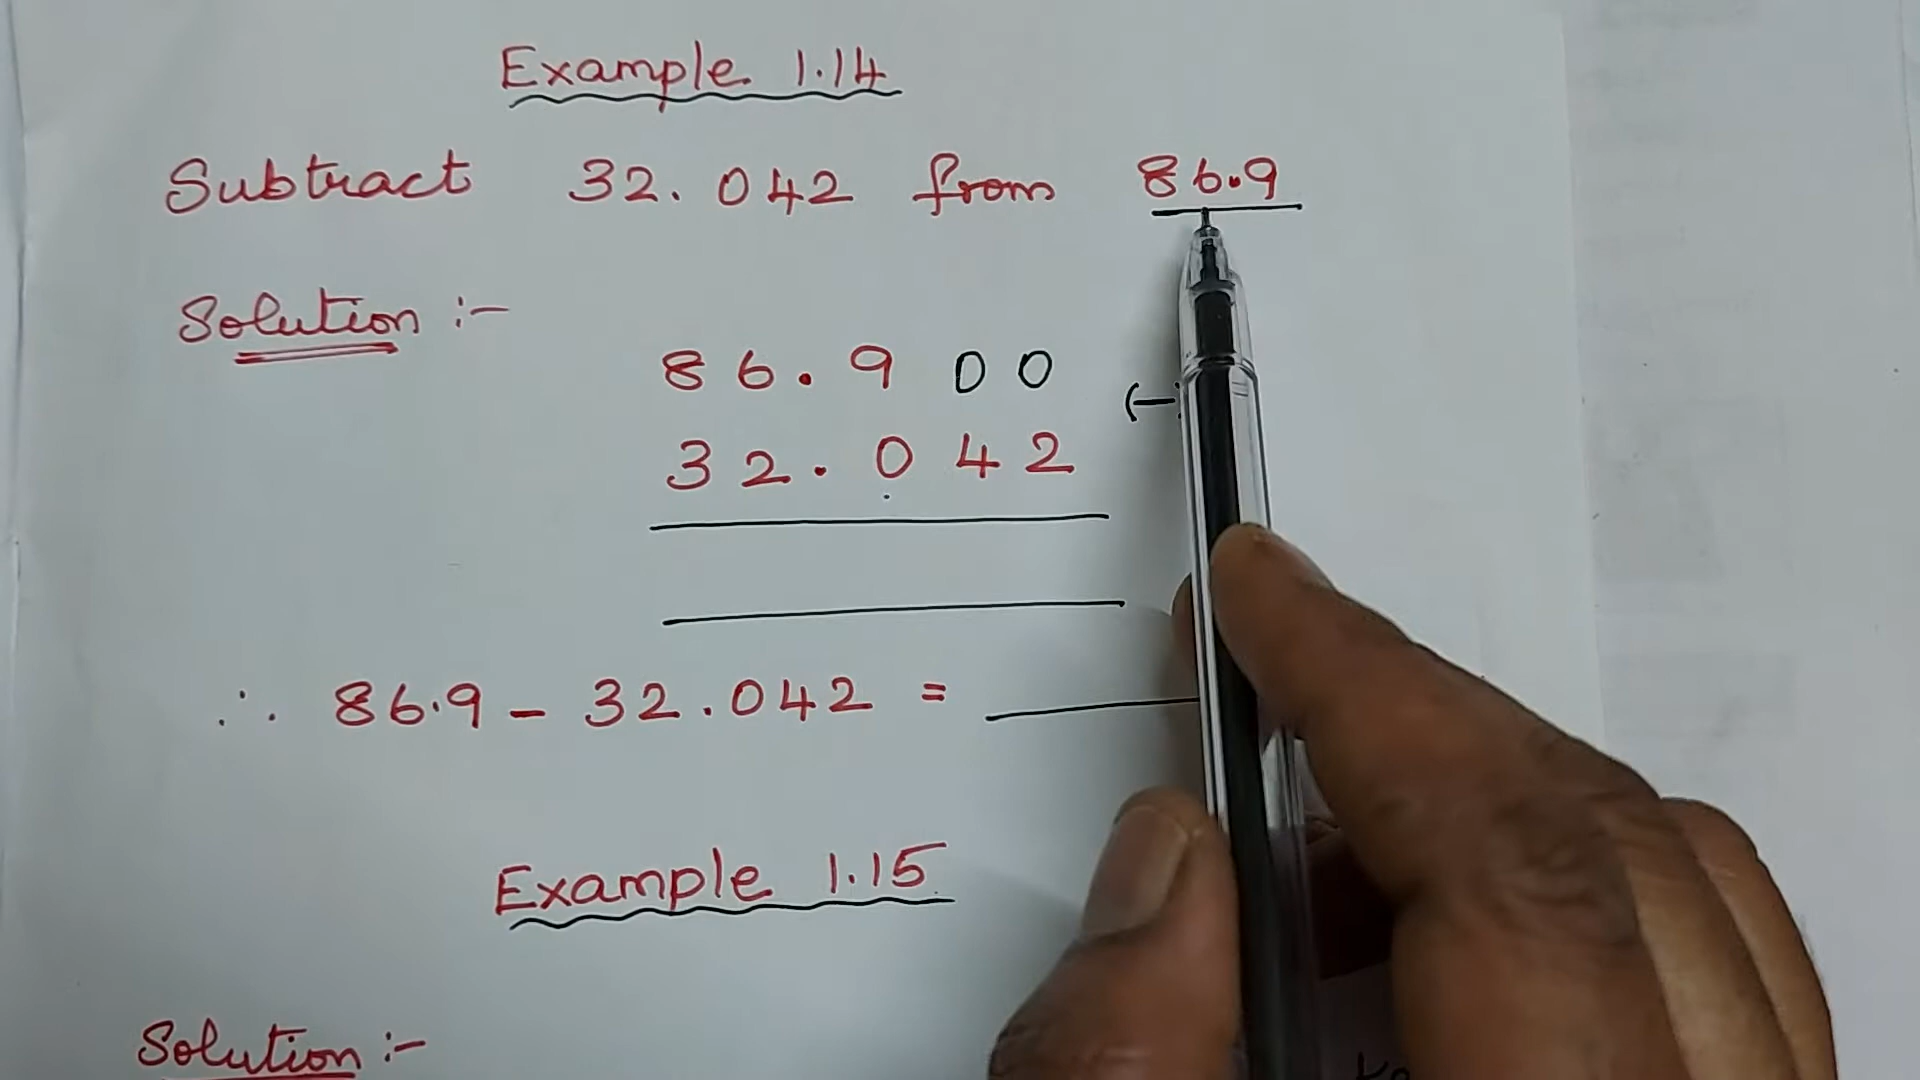 Example 1.14
Subtract 32.042 from 86.9
Solution :-
86.900
(-
32.042
∴ 86.9 - 32.042 =
Example 1.15
Solution :-